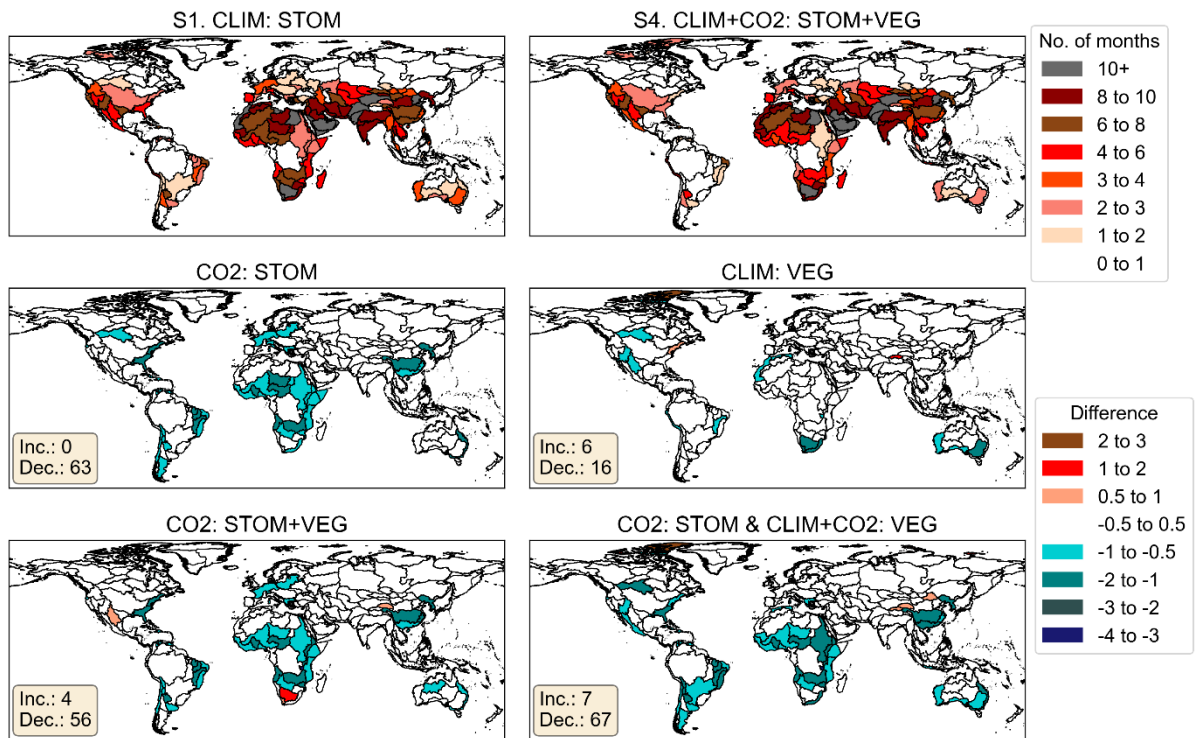 S1. CLIM: STOM
S4. CLIM+CO2: STOM+VEG
No. of months
10+
8 to 10
6 to 8
4 to 6
3 to 4
2 to 3
1 to 2
0 to 1
CO2: STOM
CLIM: VEG
Inc.: 0
Dec.: 63
Inc.: 6
Dec.: 16
Difference
2 to 3
1 to 2
0.5 to 1
-0.5 to 0.5
-1 to -0.5
-2 to -1
-3 to -2
-4 to -3
CO2: STOM+VEG
CO2: STOM & CLIM+CO2: VEG
Inc.: 4
Dec.: 56
Inc.: 7
Dec.: 67